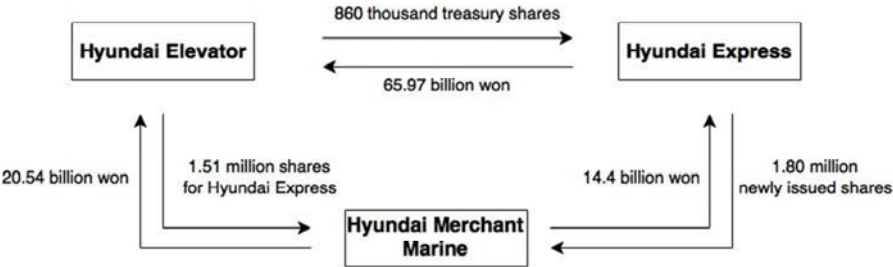 860 thousand treasury shares
Hyundai Elevator
Hyundai Express
65.97 billion won
20.54 billion won
1.51 million shares
for Hyundai Express
14.4 billion won
1.80 million
newly issued shares
Hyundai Merchant
Marine